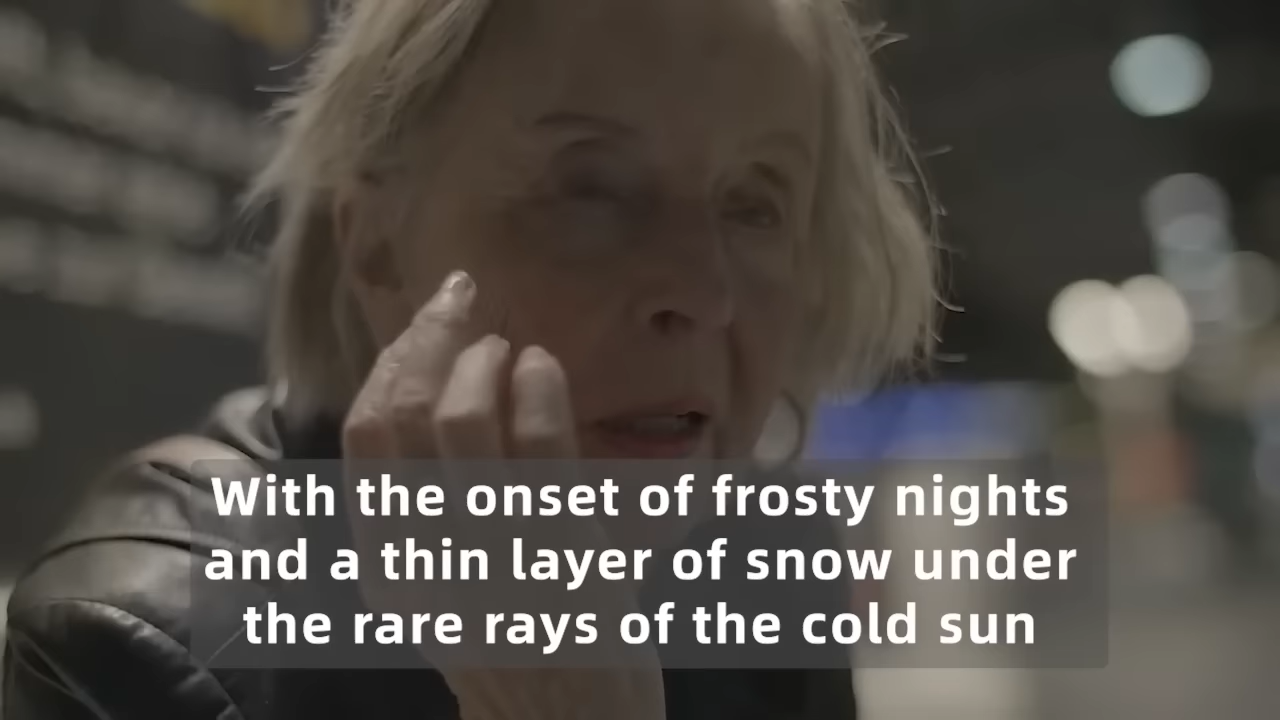 With the onset of frosty nights
and a thin layer of snow under
the rare rays of the cold sun